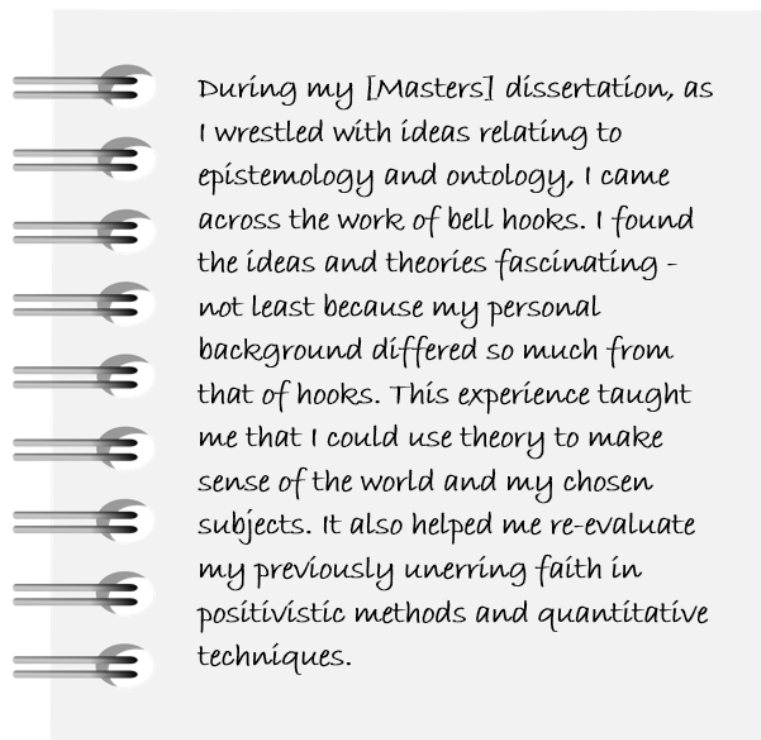 During my [Masters] dissertation, as
I wrestled with ideas relating to
epistemology and ontology, I came
across the work of bell hooks. I found
the ideas and theories fascinating -
not least because my personal
background differed so much from
that of hooks. This experience taught
me that I could use theory to make
sense of the world and my chosen
subjects. It also helped me re-evaluate
my previously unerring faith in
positivistic methods and quantitative
techniques.